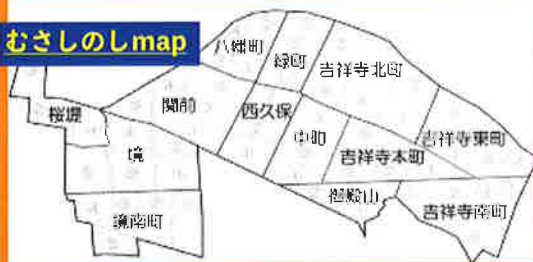 むさしのしmap
八幡町
緑町
吉祥寺北町
桜堤
関前
西久保
中町
吉祥寺本町
吉祥寺東町
境
御殿山
吉祥寺南町
境南町